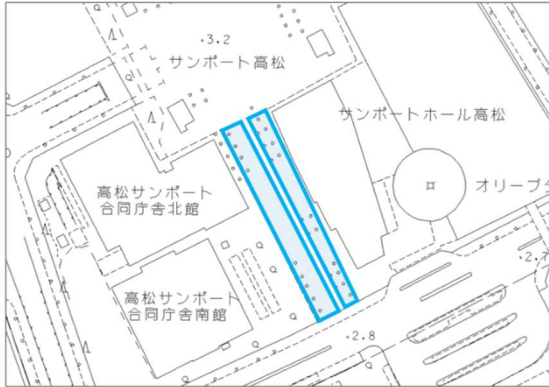 ・3.2
サンポート高松
サンポートホール高松
高松サンポート
合同庁舎北館
オリーブタ
・2.7
高松サンポート
合同庁舎南館
・2.8